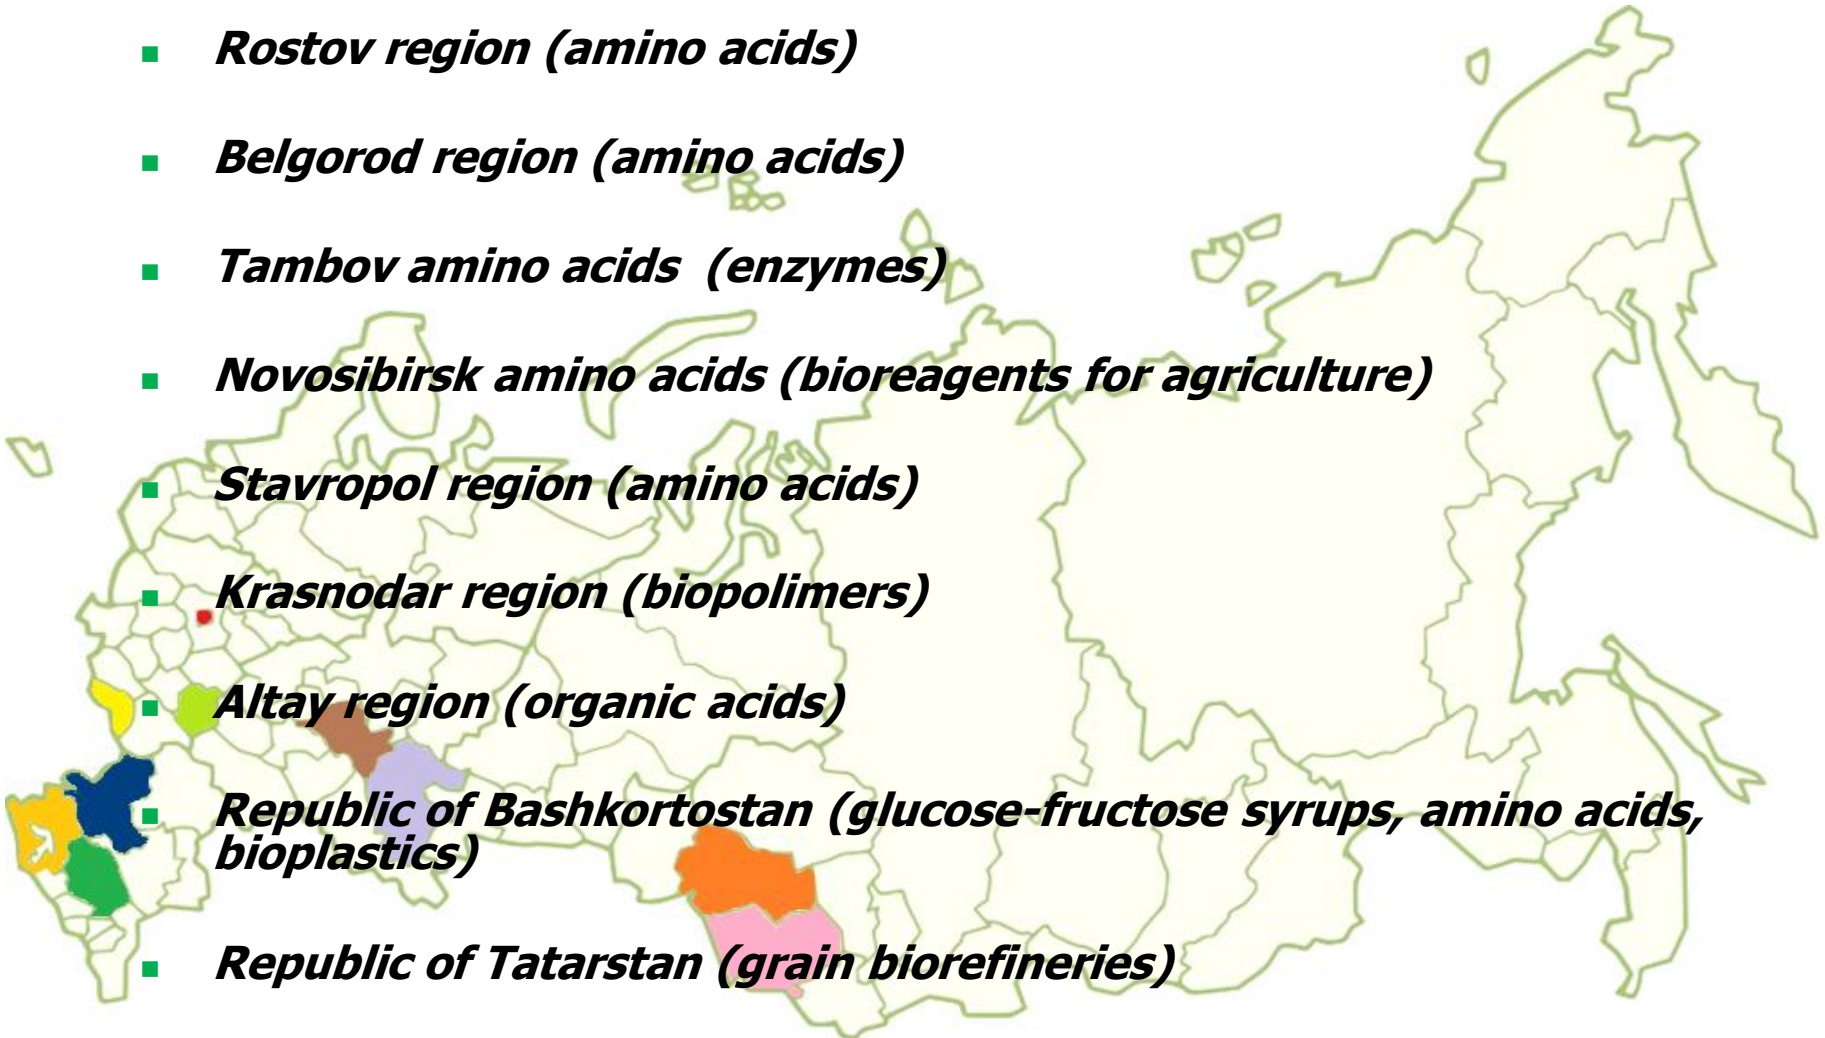 Rostov region (amino acids)
Belgorod region (amino acids)
Tambov amino acids (enzymes)
Novosibirsk amino acids (bioreagents for agriculture)
Stavropol region (amino acids)
Krasnodar region (biopolimers)
Altay region (organic acids)
Republic of Bashkortostan (glucose-fructose syrups, amino acids,
bioplastics)
Republic of Tatarstan (grain biorefineries)